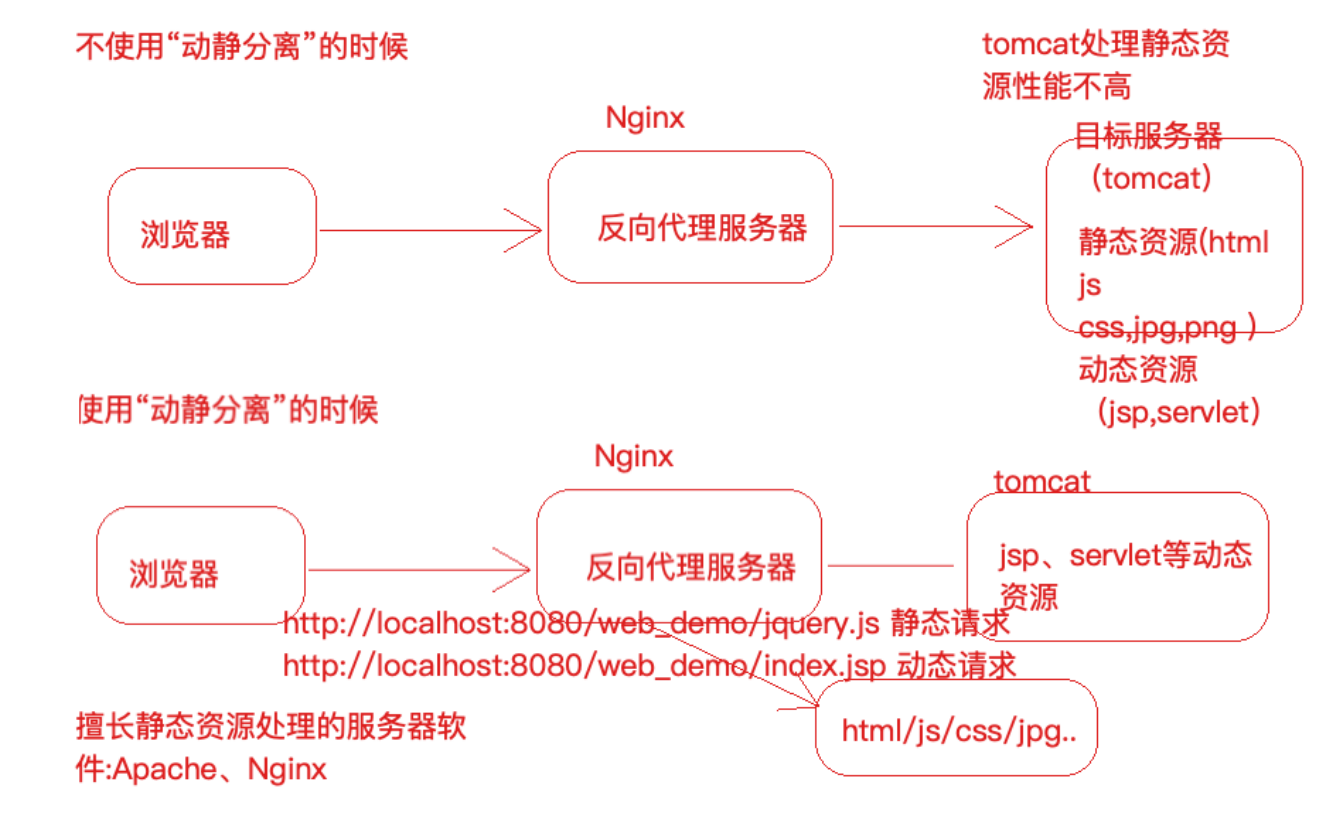 不使用“动静分离”的时候
tomcat处理静态资
源性能不高
Nginx
浏览器
反向代理服务器
目标服务器
（tomcat）
静态资源(html
js
css,jpg,png ）
动态资源
（jsp,servlet）
使用“动静分离”的时候
Nginx
tomcat
浏览器
反向代理服务器
jsp、servlet等动态
资源
http://localhost:8080/web_demo/jquery.js 静态请求
http://localhost:8080/web_demo/index.jsp 动态请求
html/js/css/jpg..
擅长静态资源处理的服务器软
件:Apache、Nginx